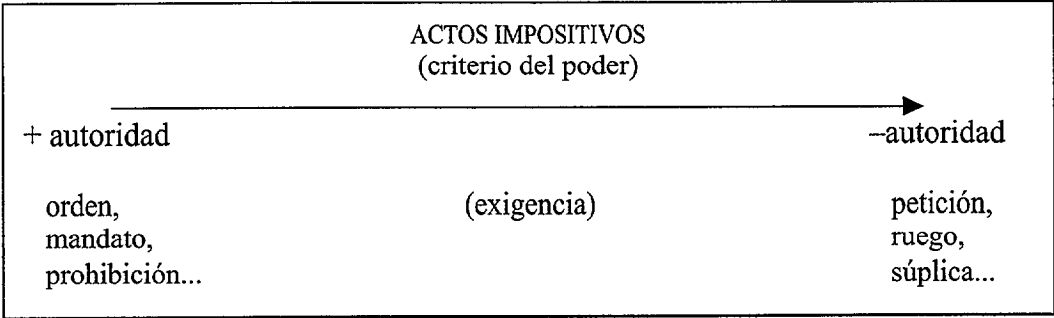 ACTOS IMPOSITIVOS
(criterio del poder)
+ autoridad –autoridad
orden, (exigencia) petición,
mandato, ruego,
prohibición... súplica...